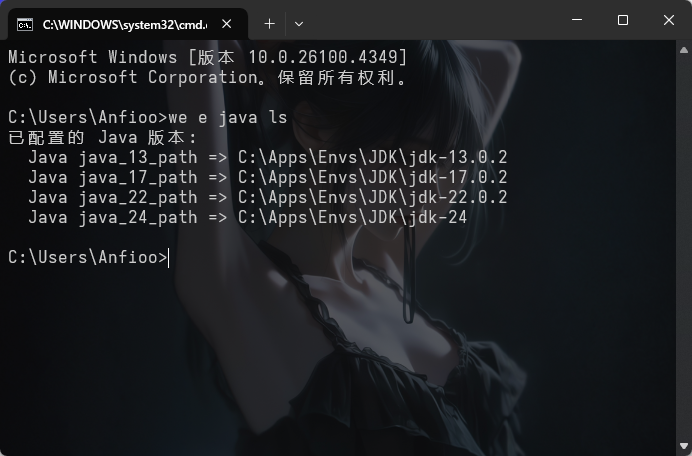 C:\WINDOWS\system32\cmd.
Microsoft Windows [版本 10.0.26100.4349]
(c) Microsoft Corporation。保留所有权利。
C:\Users\Anfioo>we e java ls
已配置的 Java 版本:
Java java_13_path => C:\Apps\Envs\JDK\jdk-13.0.2
Java java_17_path => C:\Apps\Envs\JDK\jdk-17.0.2
Java java_22_path => C:\Apps\Envs\JDK\jdk-22.0.2
Java java_24_path => C:\Apps\Envs\JDK\jdk-24
C:\Users\Anfioo>